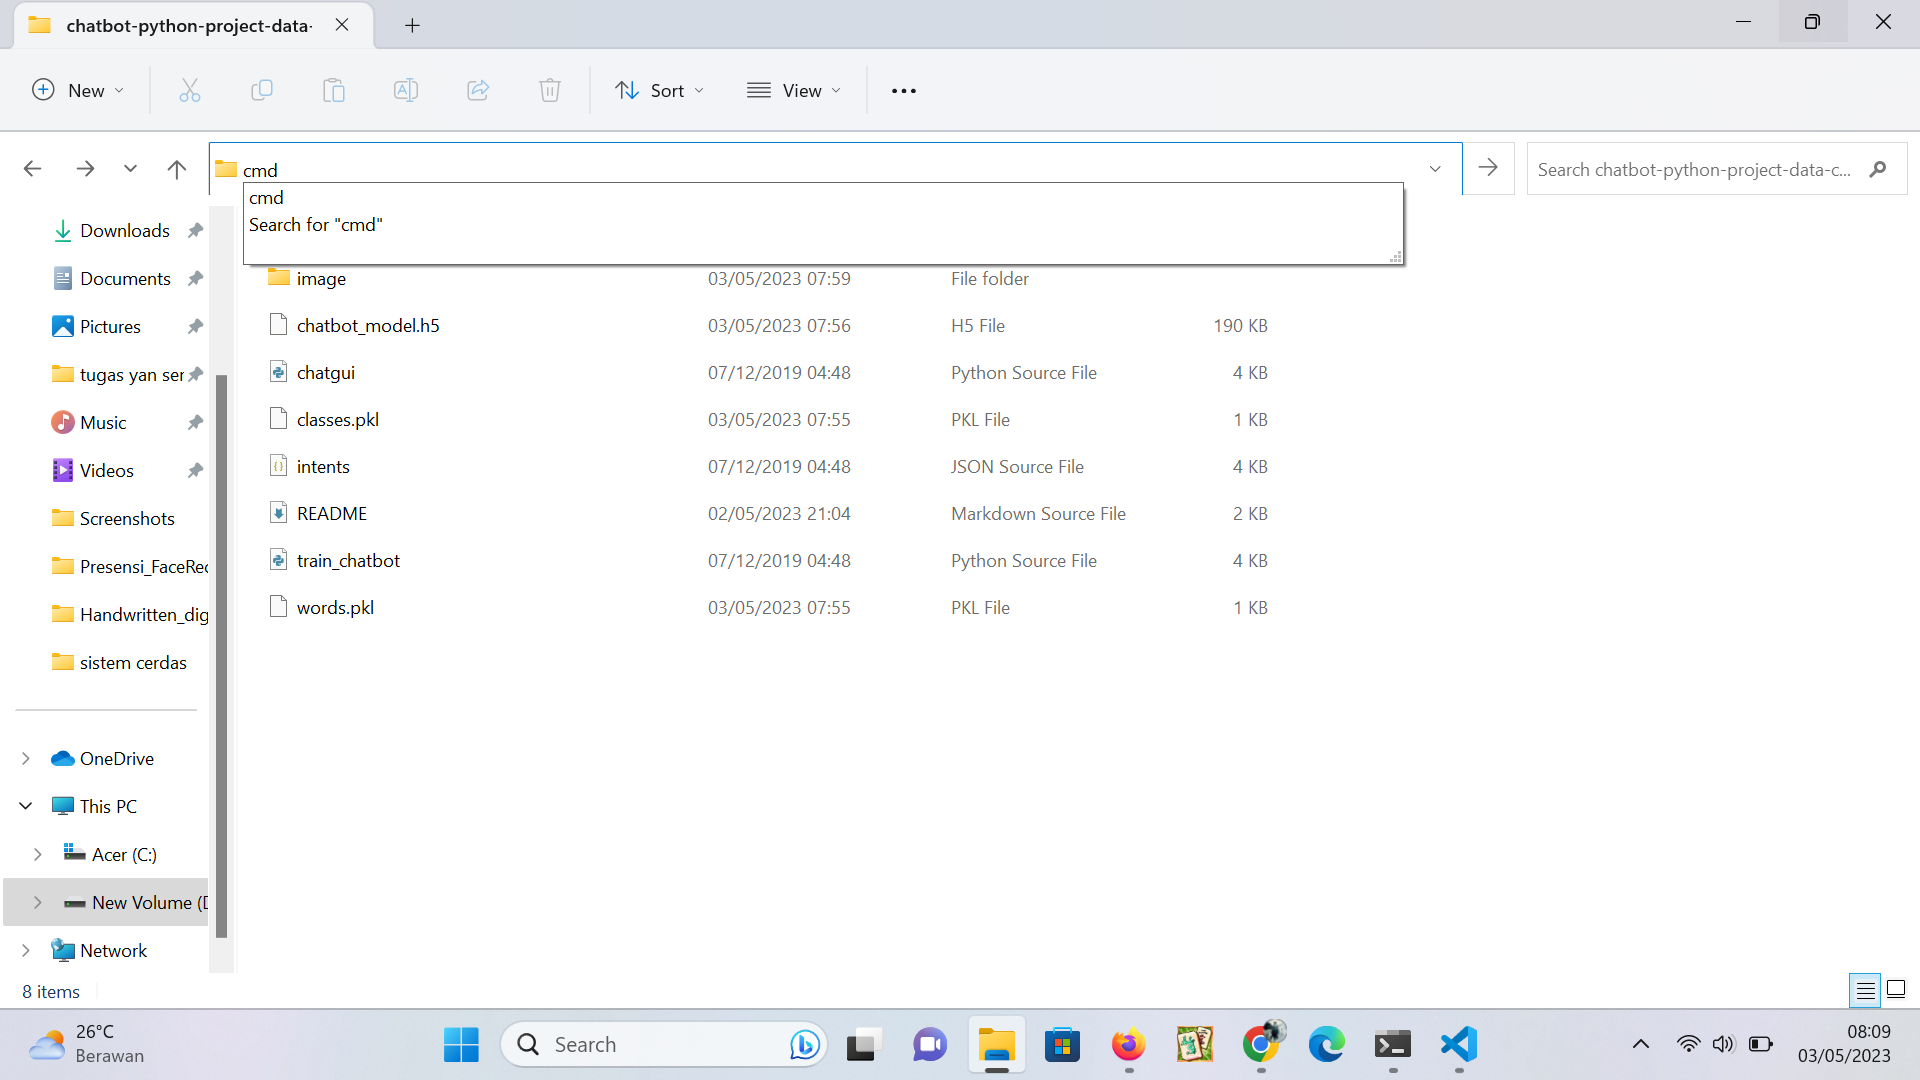 chatbot-python-project-data-
New
Sort
View
cmd
Search chatbot-python-project-data-c...
cmd
Search for "cmd"
Downloads
Documents
Pictures
tugas yan ser
Music
Videos
Screenshots
Presensi_FaceRec
Handwritten_dig
sistem cerdas
OneDrive
This PC
Acer (C:)
New Volume (D
Network
image 03/05/2023 07:59 File folder
chatbot_model.h5 03/05/2023 07:56 H5 File 190 KB
chatgui 07/12/2019 04:48 Python Source File 4 KB
classes.pkl 03/05/2023 07:55 PKL File 1 KB
intents 07/12/2019 04:48 JSON Source File 4 KB
README 02/05/2023 21:04 Markdown Source File 2 KB
train_chatbot 07/12/2019 04:48 Python Source File 4 KB
words.pkl 03/05/2023 07:55 PKL File 1 KB
8 items
26°C
Berawan
Search
08:09
03/05/2023